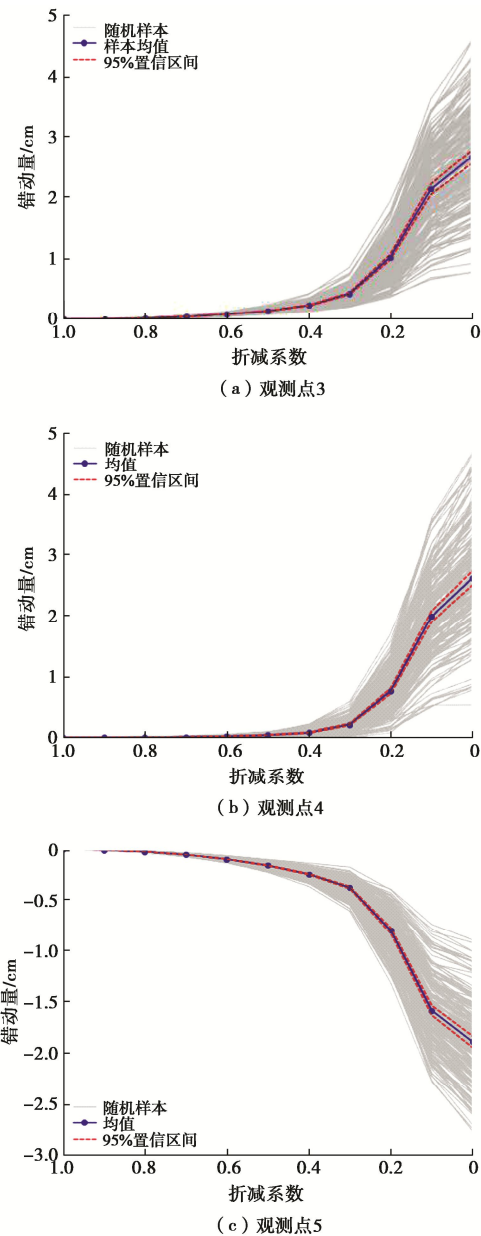 5
随机样本
样本均值
95%置信区间
4
3
2
1
0
错动量/cm
1.0 0.8 0.6 0.4 0.2 0
折减系数
（a）观测点3
5
随机样本
均值
95%置信区间
4
3
2
1
0
错动量/cm
1.0 0.8 0.6 0.4 0.2 0
折减系数
（b）观测点4
0
-0.5
-1.0
-1.5
-2.0
-2.5
-3.0
错动量/cm
随机样本
均值
95%置信区间
1.0 0.8 0.6 0.4 0.2 0
折减系数
（c）观测点5